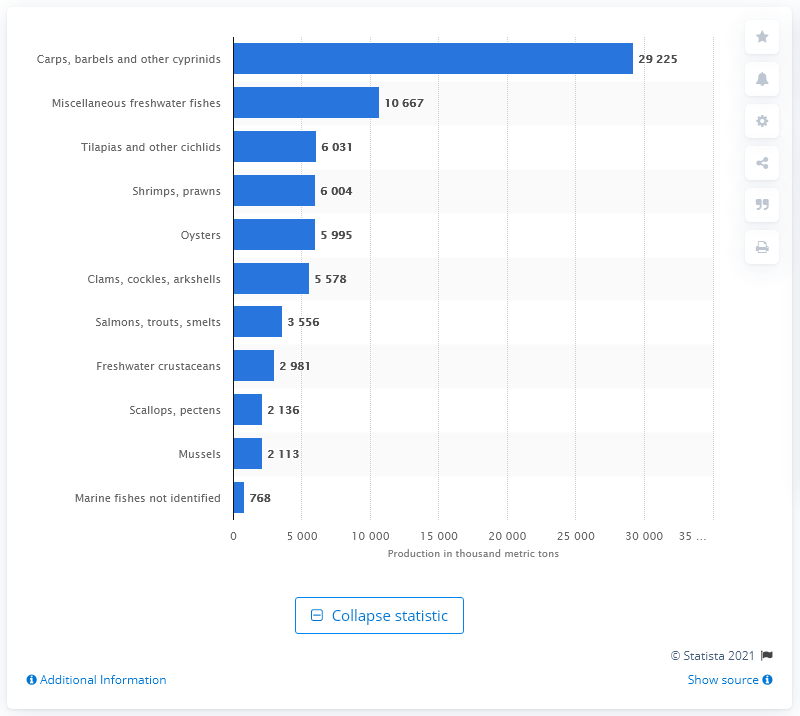 Carps, barbels and other cyprinids 29 225
Miscellaneous freshwater fishes 10 667
Tilapias and other cichlids 6 031
Shrimps, prawns 6 004
Oysters 5 995
Clams, cockles, arkshells 5 578
Salmons, trouts, smelts 3 556
Freshwater crustaceans 2 981
Scallops, pectens 2 136
Mussels 2 113
Marine fishes not identified 768
0 5 000 10 000 15 000 20 000 25 000 30 000 35 ...
Production in thousand metric tons
Collapse statistic
© Statista 2021
Additional Information Show source